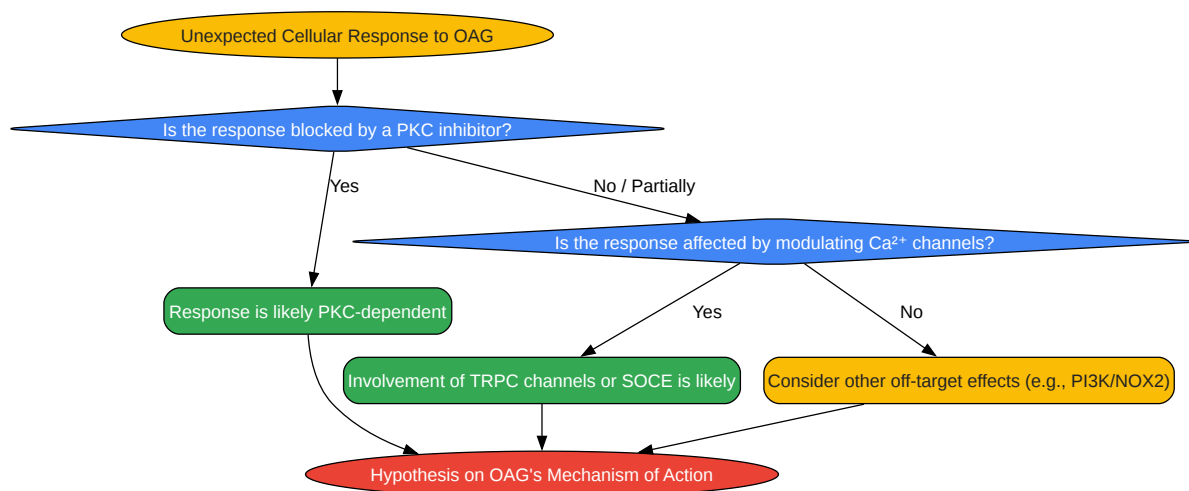 Unexpected Cellular Response to OAG
Is the response blocked by a PKC inhibitor?
Yes
No / Partially
Is the response affected by modulating Ca²⁺ channels?
Response is likely PKC-dependent
Yes
No
Involvement of TRPC channels or SOCE is likely
Consider other off-target effects (e.g., PI3K/NOX2)
Hypothesis on OAG's Mechanism of Action